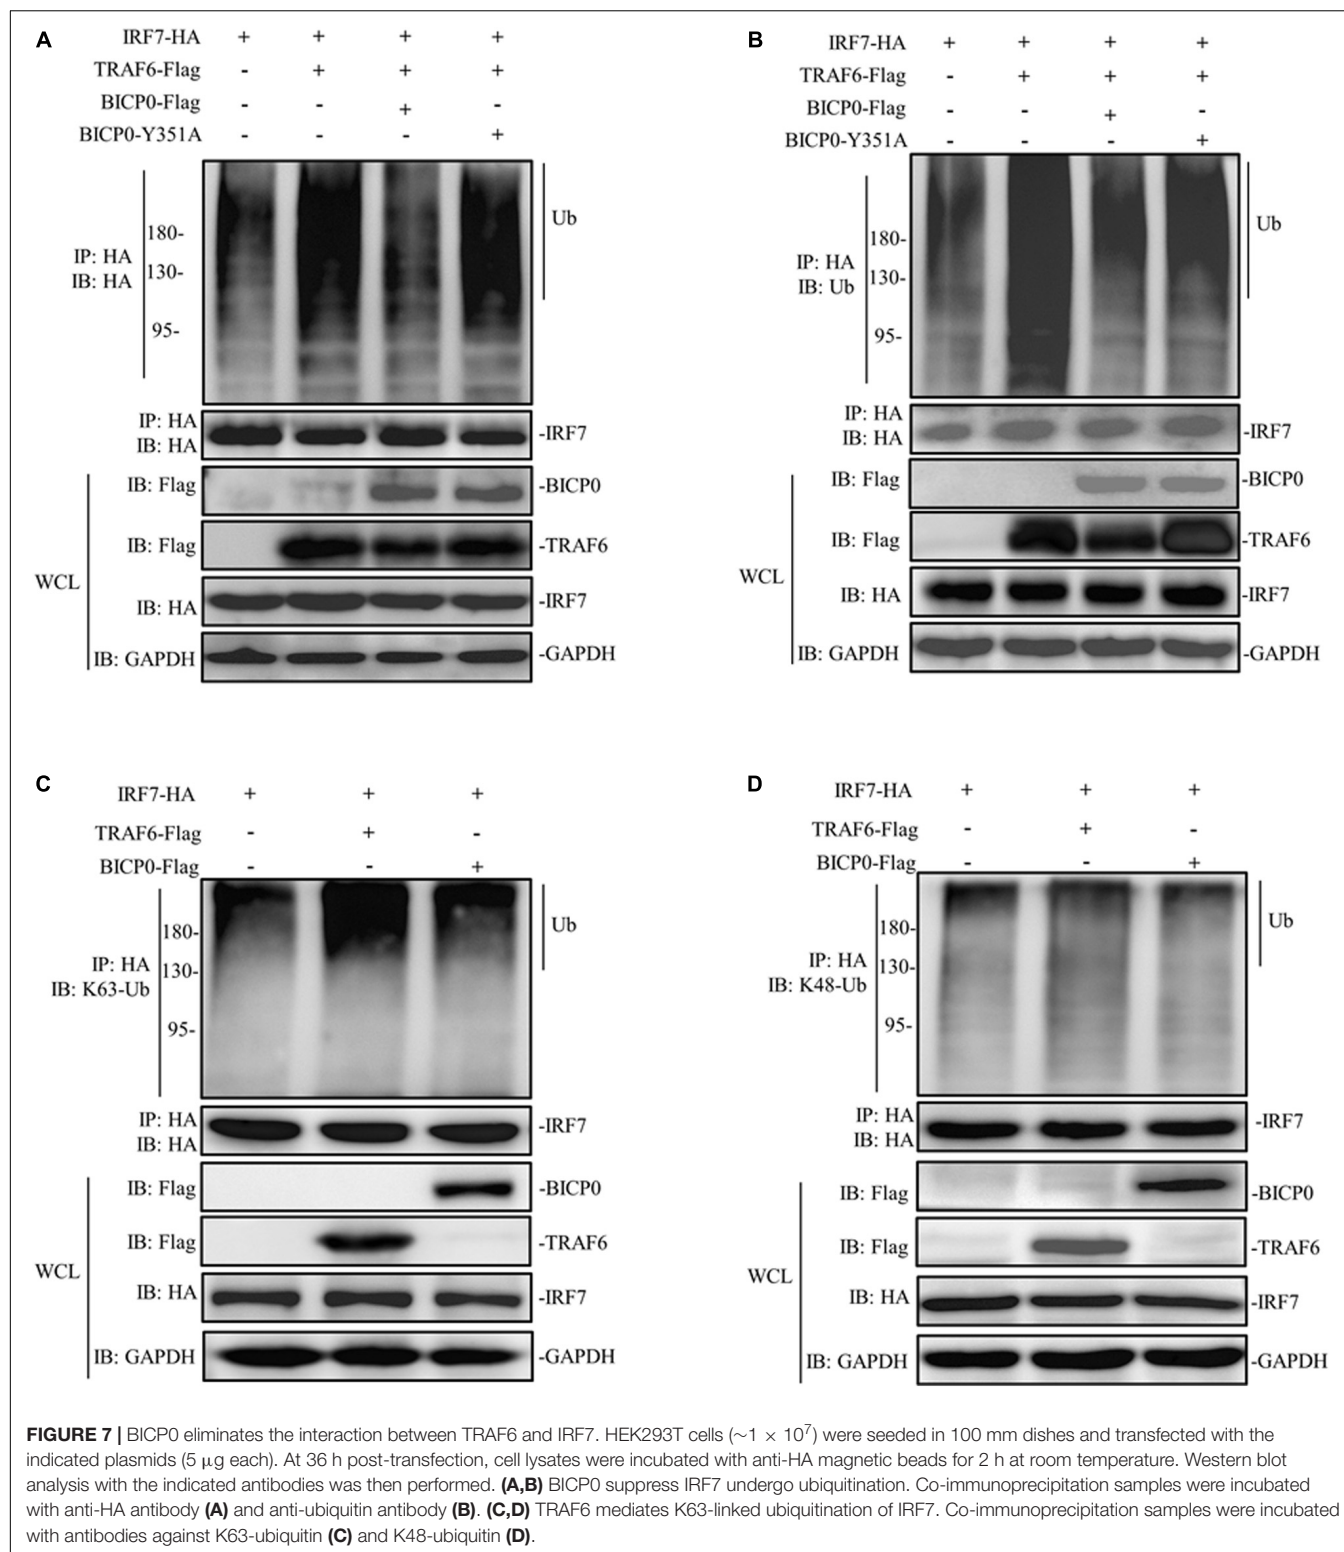 A
IRF7-HA + + + +
TRAF6-Flag - + + +
BICP0-Flag - - + -
BICP0-Y351A - - - +
180-
130-
95-
IP: HA
IB: HA
Ub
IP: HA
IB: HA
-IRF7
WCL
IB: Flag -BICP0
IB: Flag -TRAF6
IB: HA -IRF7
IB: GAPDH -GAPDH
B
IRF7-HA + + + +
TRAF6-Flag - + + +
BICP0-Flag - - + -
BICP0-Y351A - - - +
180-
130-
95-
IP: HA
IB: Ub
Ub
IP: HA
IB: HA
-IRF7
WCL
IB: Flag -BICP0
IB: Flag -TRAF6
IB: HA -IRF7
IB: GAPDH -GAPDH
C
IRF7-HA + + +
TRAF6-Flag - + -
BICP0-Flag - - +
180-
130-
95-
IP: HA
IB: K63-Ub
Ub
IP: HA
IB: HA
-IRF7
WCL
IB: Flag -BICP0
IB: Flag -TRAF6
IB: HA -IRF7
IB: GAPDH -GAPDH
D
IRF7-HA + + +
TRAF6-Flag - + -
BICP0-Flag - - +
180-
130-
95-
IP: HA
IB: K48-Ub
Ub
IP: HA
IB: HA
-IRF7
WCL
IB: Flag -BICP0
IB: Flag -TRAF6
IB: HA -IRF7
IB: GAPDH -GAPDH
FIGURE 7 | BICP0 eliminates the interaction between TRAF6 and IRF7. HEK293T cells (∼1 × 10⁷) were seeded in 100 mm dishes and transfected with the
indicated plasmids (5 μg each). At 36 h post-transfection, cell lysates were incubated with anti-HA magnetic beads for 2 h at room temperature. Western blot
analysis with the indicated antibodies was then performed. (A,B) BICP0 suppress IRF7 undergo ubiquitination. Co-immunoprecipitation samples were incubated
with anti-HA antibody (A) and anti-ubiquitin antibody (B). (C,D) TRAF6 mediates K63-linked ubiquitination of IRF7. Co-immunoprecipitation samples were incubated
with antibodies against K63-ubiquitin (C) and K48-ubiquitin (D).